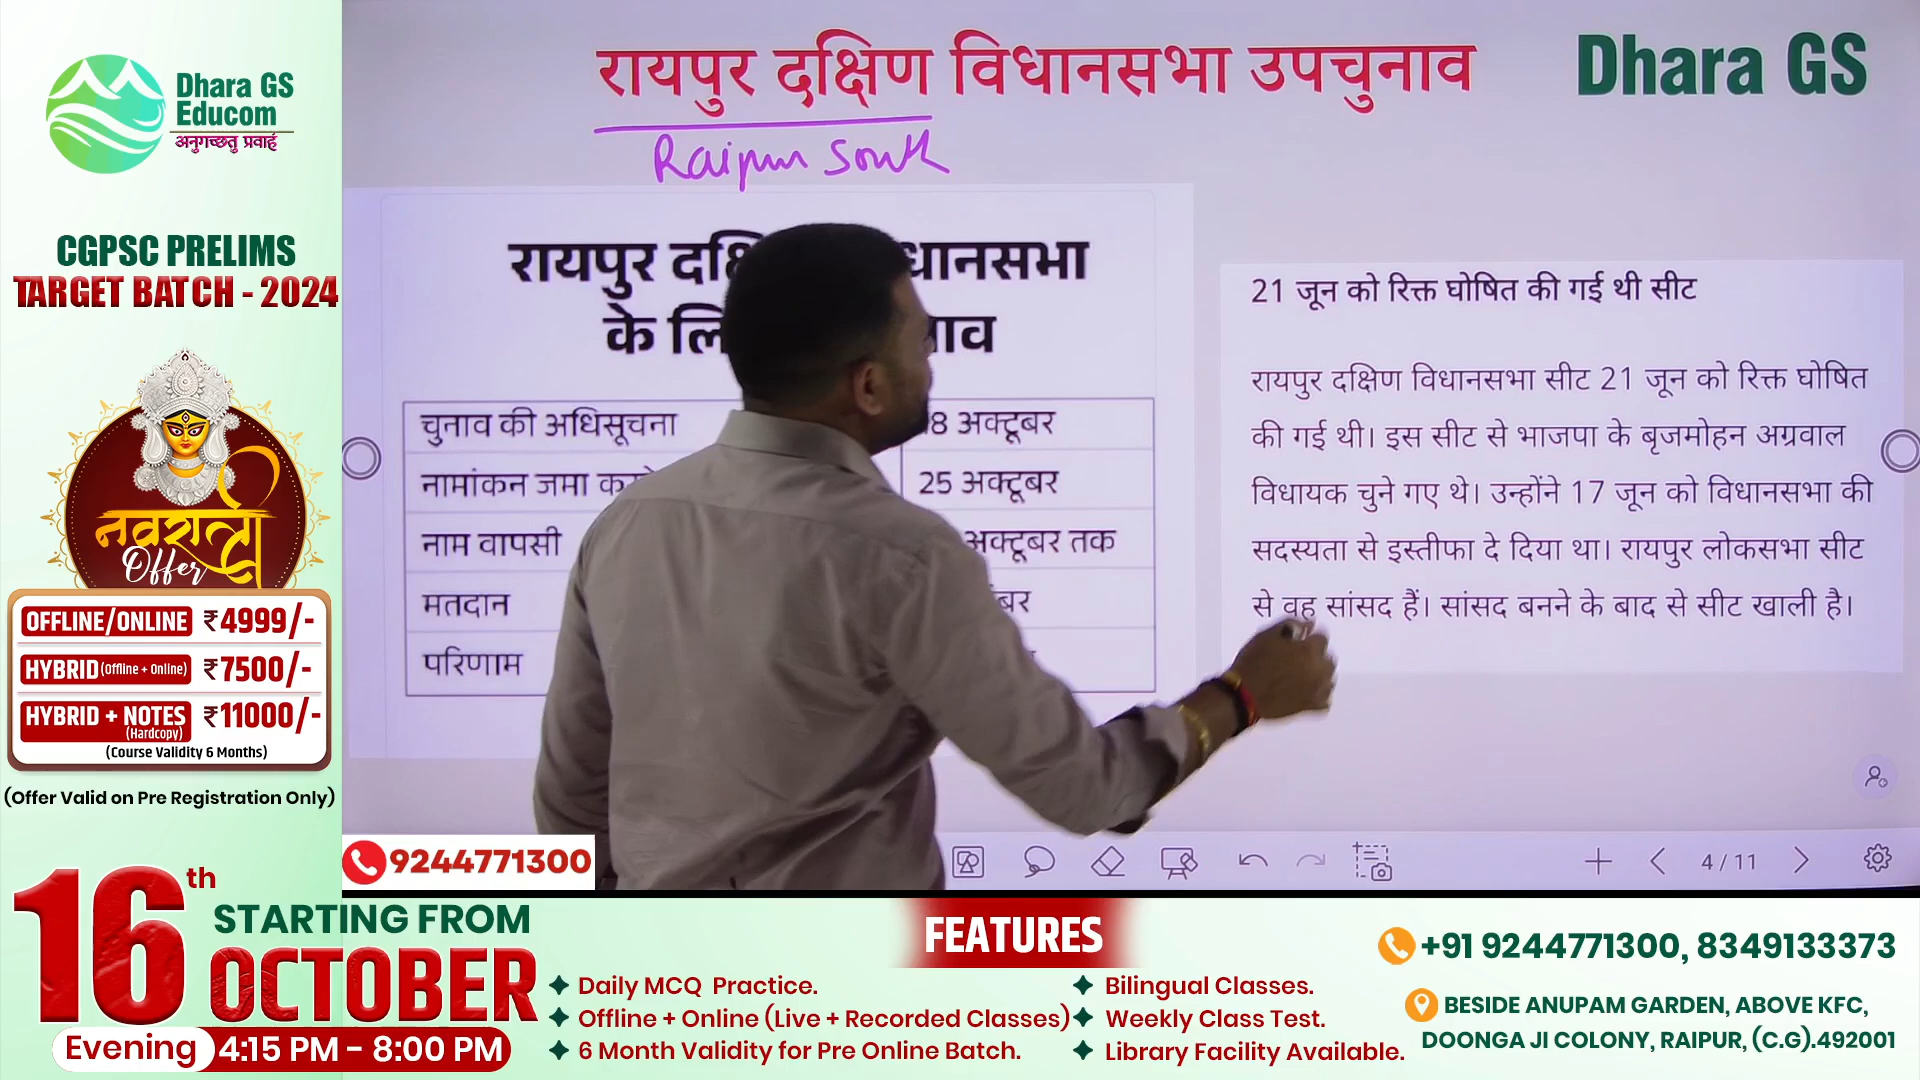 Dhara GS
Educom
अनुगच्छतु प्रवाहं
CGPSC PRELIMS
TARGET BATCH - 2024
नवरात्री
Offer
OFFLINE/ONLINE ₹4999/-
HYBRID (Offline + Online) ₹7500/-
HYBRID + NOTES (Hardcopy) ₹11000/-
(Course Validity 6 Months)
(Offer Valid on Pre Registration Only)
रायपुर दक्षिण विधानसभा उपचुनाव
Dhara GS
Raipur South
रायपुर
के
चुनाव की अधिसूचना
अक्टूबर
नामांकन जमा
25 अक्टूबर
नाम वापसी
अक्टूबर तक
मतदान
परिणाम
21 जून को रिक्त घोषित की गई थी सीट
रायपुर दक्षिण विधानसभा सीट 21 जून को रिक्त घोषित
की गई थी। इस सीट से भाजपा के बृजमोहन अग्रवाल
विधायक चुने गए थे। उन्होंने 17 जून को विधानसभा की
सदस्यता से इस्तीफा दे दिया था। रायपुर लोकसभा सीट
से वह सांसद हैं। सांसद बनने के बाद से सीट खाली है।
9244771300
4 / 11
16th STARTING FROM
OCTOBER
Evening 4:15 PM - 8:00 PM
FEATURES
Daily MCQ Practice.
Offline + Online (Live + Recorded Classes)
6 Month Validity for Pre Online Batch.
Bilingual Classes.
Weekly Class Test.
Library Facility Available.
+91 9244771300, 8349133373
BESIDE ANUPAM GARDEN, ABOVE KFC,
DOONGA JI COLONY, RAIPUR, (C.G).492001